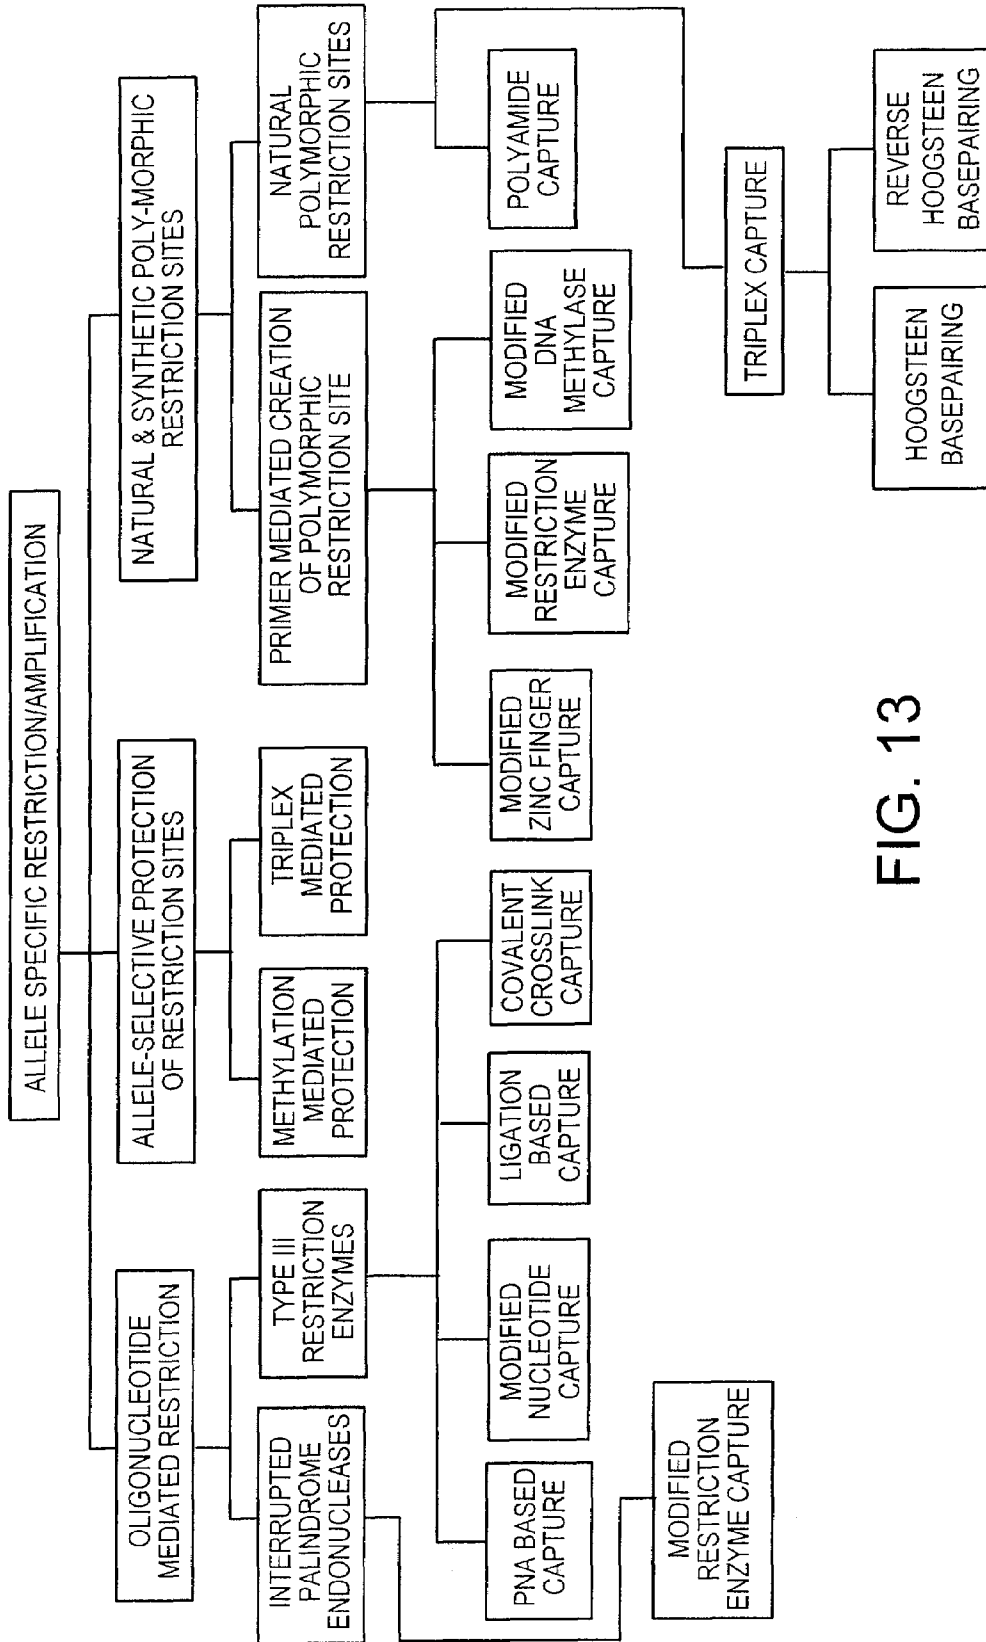 ALLELE SPECIFIC RESTRICTION/AMPLIFICATION
OLIGONUCLEOTIDE
MEDIATED RESTRICTION
ALLELE-SELECTIVE PROTECTION
OF RESTRICTION SITES
NATURAL & SYNTHETIC POLY-MORPHIC
RESTRICTION SITES
INTERRUPTED
PALINDROME
ENDONUCLEASES
TYPE III
RESTRICTION
ENZYMES
METHYLATION
MEDIATED
PROTECTION
TRIPLEX
MEDIATED
PROTECTION
PRIMER MEDIATED CREATION
OF POLYMORPHIC
RESTRICTION SITE
NATURAL
POLYMORPHIC
RESTRICTION SITES
PNA BASED
CAPTURE
MODIFIED
NUCLEOTIDE
CAPTURE
LIGATION
BASED
CAPTURE
COVALENT
CROSSLINK
CAPTURE
MODIFIED
ZINC FINGER
CAPTURE
MODIFIED
RESTRICTION
ENZYME
CAPTURE
MODIFIED
DNA
METHYLASE
CAPTURE
POLYAMIDE
CAPTURE
MODIFIED
RESTRICTION
ENZYME CAPTURE
TRIPLEX CAPTURE
HOOGSTEEN
BASEPAIRING
REVERSE
HOOGSTEEN
BASEPAIRING
FIG. 13